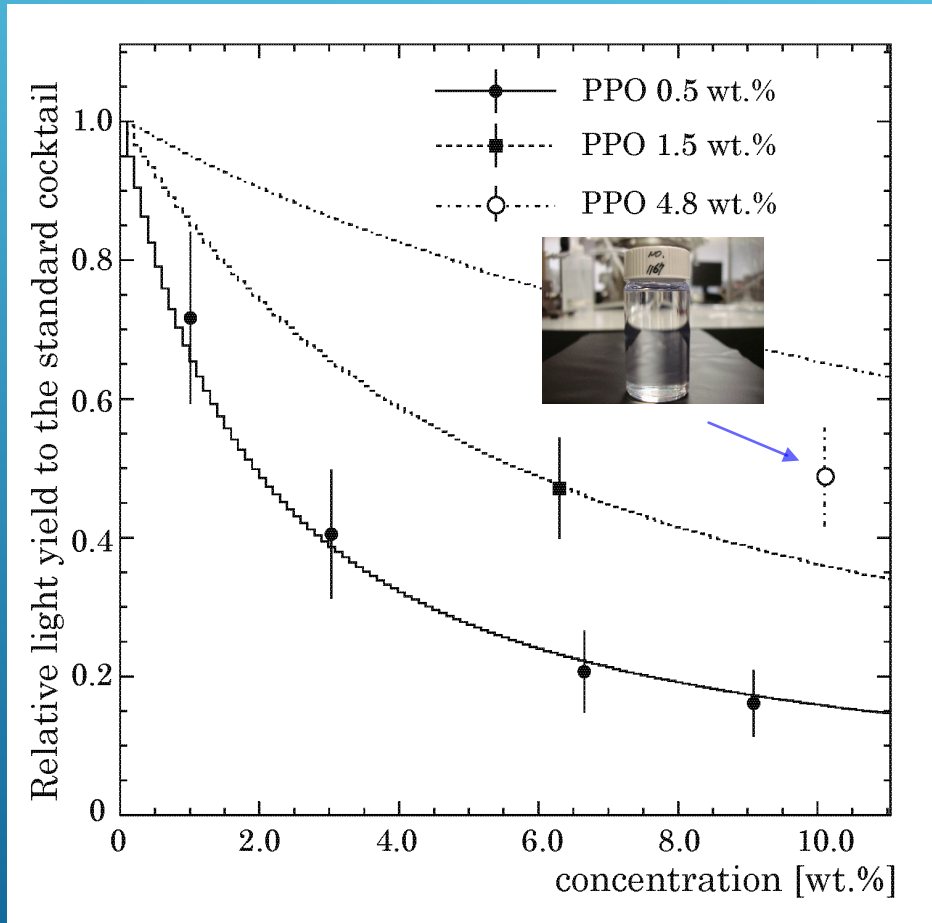 Relative light yield to the standard cocktail
1.0
0.8
0.6
0.4
0.2
0
PPO 0.5 wt.%
PPO 1.5 wt.%
PPO 4.8 wt.%
NO.
0
2.0
4.0
6.0
8.0
10.0
concentration [wt.%]